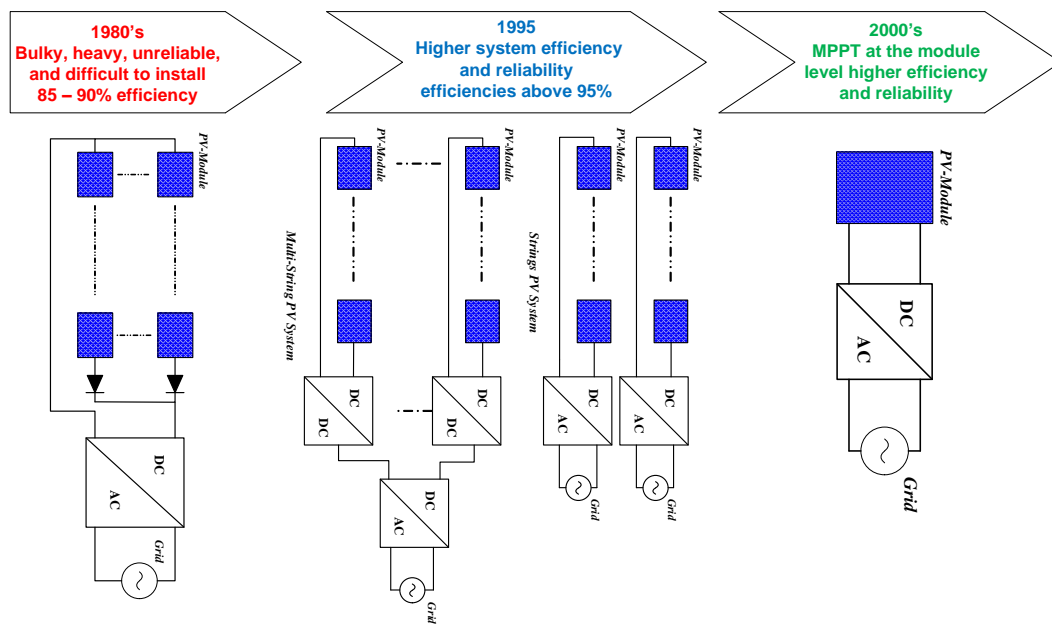 1980's
Bulky, heavy, unreliable,
and difficult to install
85 – 90% efficiency
1995
Higher system efficiency
and reliability
efficiencies above 95%
2000's
MPPT at the module
level higher efficiency
and reliability
PV-Module
DC
AC
Grid
Multi-String PV System
PV-Module
PV-Module
DC
DC
DC
DC
DC
AC
Grid
Strings PV System
PV-Module
PV-Module
DC
AC
DC
AC
Grid
Grid
PV-Module
DC
AC
Grid